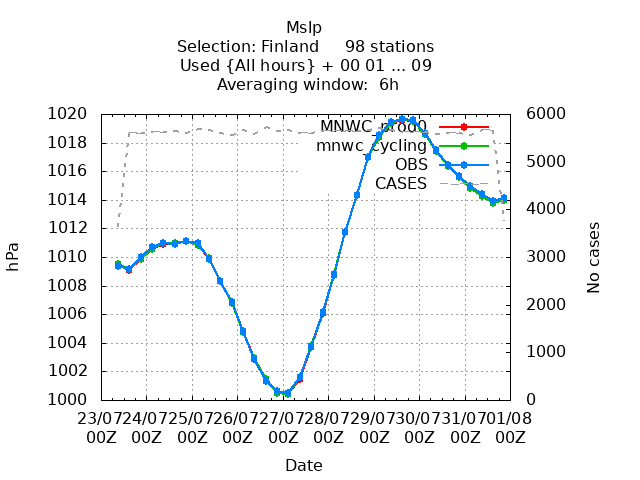 Mslp
Selection: Finland 98 stations
Used {All hours} + 00 01 ... 09
Averaging window: 6h
1020 6000
MNWC_prod0
1018
mnwc_cycling
1016 5000
OBS
CASES
1014
4000
1012
1010 3000
1008
1006 2000
1004
1000
1002
1000 0
hPa
No cases
23/07 24/07 25/07 26/07 27/07 28/07 29/07 30/07 31/07 01/08
00Z 00Z 00Z 00Z 00Z 00Z 00Z 00Z 00Z 00Z
Date